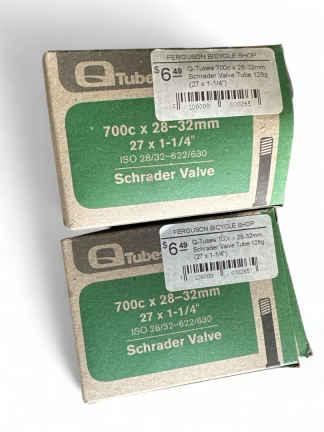 Q Tubes
FERGUSON BICYCLE SHOP
$6.49
Q-Tubes 700c x 28-32mm
Schrader Valve Tube 128g
(27 x 1-1/4")
700c x 28–32mm
27 x 1-1/4"
ISO 28/32-622/630
Schrader Valve
Q Tubes
FERGUSON BICYCLE SHOP
$6.49
Q-Tubes 700c x 28-32mm
Schrader Valve Tube 128g
(27 x 1-1/4")
700c x 28–32mm
27 x 1-1/4"
ISO 28/32-622/630
Schrader Valve